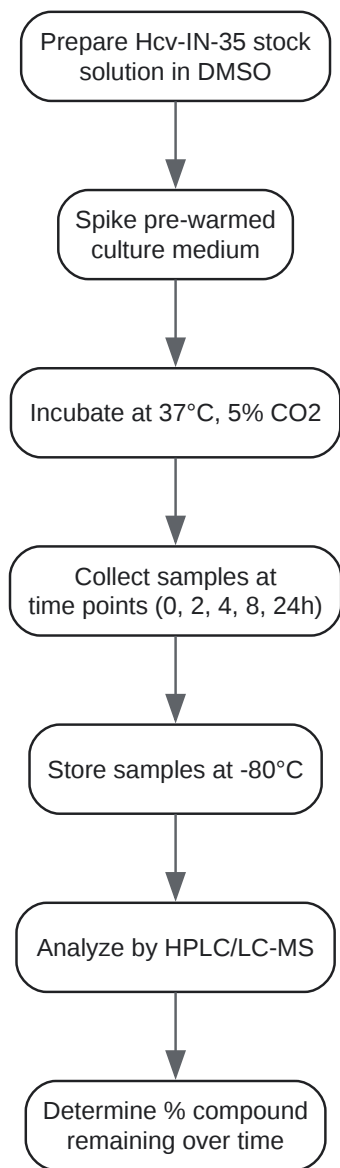 Prepare Hcv-IN-35 stock
solution in DMSO
Spike pre-warmed
culture medium
Incubate at 37°C, 5% CO2
Collect samples at
time points (0, 2, 4, 8, 24h)
Store samples at -80°C
Analyze by HPLC/LC-MS
Determine % compound
remaining over time